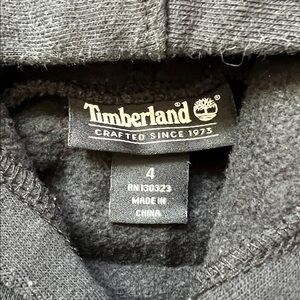 Timberland®
CRAFTED SINCE 1973
4
RN 130323
MADE IN
CHINA